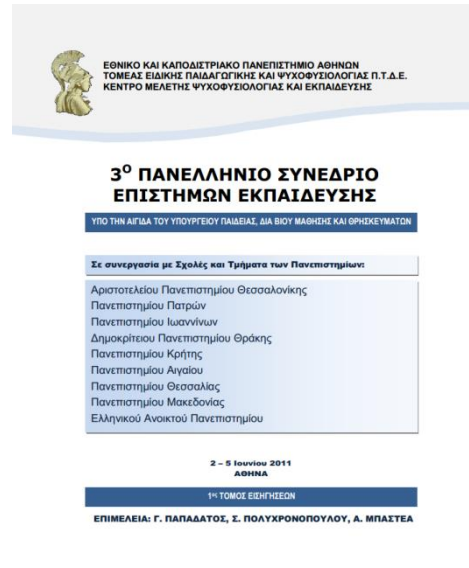 ΕΘΝΙΚΟ ΚΑΙ ΚΑΠΟΔΙΣΤΡΙΑΚΟ ΠΑΝΕΠΙΣΤΗΜΙΟ ΑΘΗΝΩΝ
ΤΟΜΕΑΣ ΕΙΔΙΚΗΣ ΠΑΙΔΑΓΩΓΙΚΗΣ ΚΑΙ ΨΥΧΟΦΥΣΙΟΛΟΓΙΑΣ Π.Τ.Δ.Ε.
ΚΕΝΤΡΟ ΜΕΛΕΤΗΣ ΨΥΧΟΦΥΣΙΟΛΟΓΙΑΣ ΚΑΙ ΕΚΠΑΙΔΕΥΣΗΣ
3Ο ΠΑΝΕΛΛΗΝΙΟ ΣΥΝΕΔΡΙΟ
ΕΠΙΣΤΗΜΩΝ ΕΚΠΑΙΔΕΥΣΗΣ
ΥΠΟ ΤΗΝ ΑΙΓΙΔΑ ΤΟΥ ΥΠΟΥΡΓΕΙΟΥ ΠΑΙΔΕΙΑΣ, ΔΙΑ ΒΙΟΥ ΜΑΘΗΣΗΣ ΚΑΙ ΘΡΗΣΚΕΥΜΑΤΩΝ
Σε συνεργασία με Σχολές και Τμήματα των Πανεπιστημίων:
Αριστοτελείου Πανεπιστημίου Θεσσαλονίκης
Πανεπιστημίου Πατρών
Πανεπιστημίου Ιωαννίνων
Δημοκρίτειου Πανεπιστημίου Θράκης
Πανεπιστημίου Κρήτης
Πανεπιστημίου Αιγαίου
Πανεπιστημίου Θεσσαλίας
Πανεπιστημίου Μακεδονίας
Ελληνικού Ανοικτού Πανεπιστημίου
2 – 5 Ιουνίου 2011
ΑΘΗΝΑ
1ος ΤΟΜΟΣ ΕΙΣΗΓΗΣΕΩΝ
ΕΠΙΜΕΛΕΙΑ: Γ. ΠΑΠΑΔΑΤΟΣ, Σ. ΠΟΛΥΧΡΟΝΟΠΟΥΛΟΥ, Α. ΜΠΑΣΤΕΑ